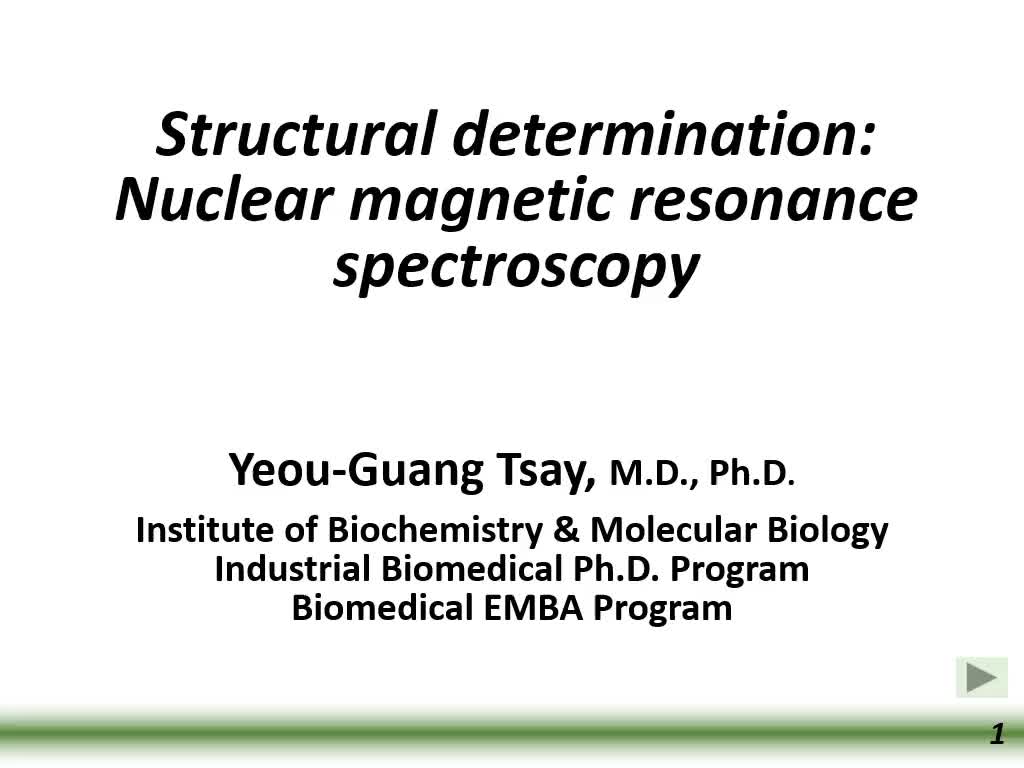 Structural determination:
Nuclear magnetic resonance
spectroscopy
Yeou-Guang Tsay, M.D., Ph.D.
Institute of Biochemistry & Molecular Biology
Industrial Biomedical Ph.D. Program
Biomedical EMBA Program
1